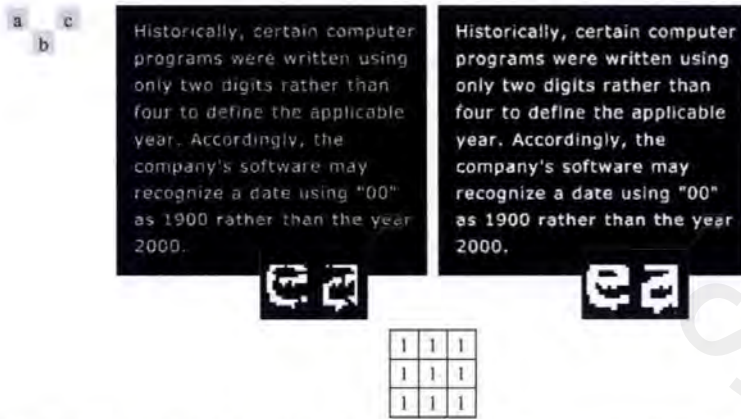 a c
b
Historically, certain computer
programs were written using
only two digits rather than
four to define the applicable
year. Accordingly, the
company's software may
recognize a date using "00"
as 1900 rather than the year
2000.
e a
Historically, certain computer
programs were written using
only two digits rather than
four to define the applicable
year. Accordingly, the
company's software may
recognize a date using "00"
as 1900 rather than the year
2000.
e a
1 1 1
1 1 1
1 1 1